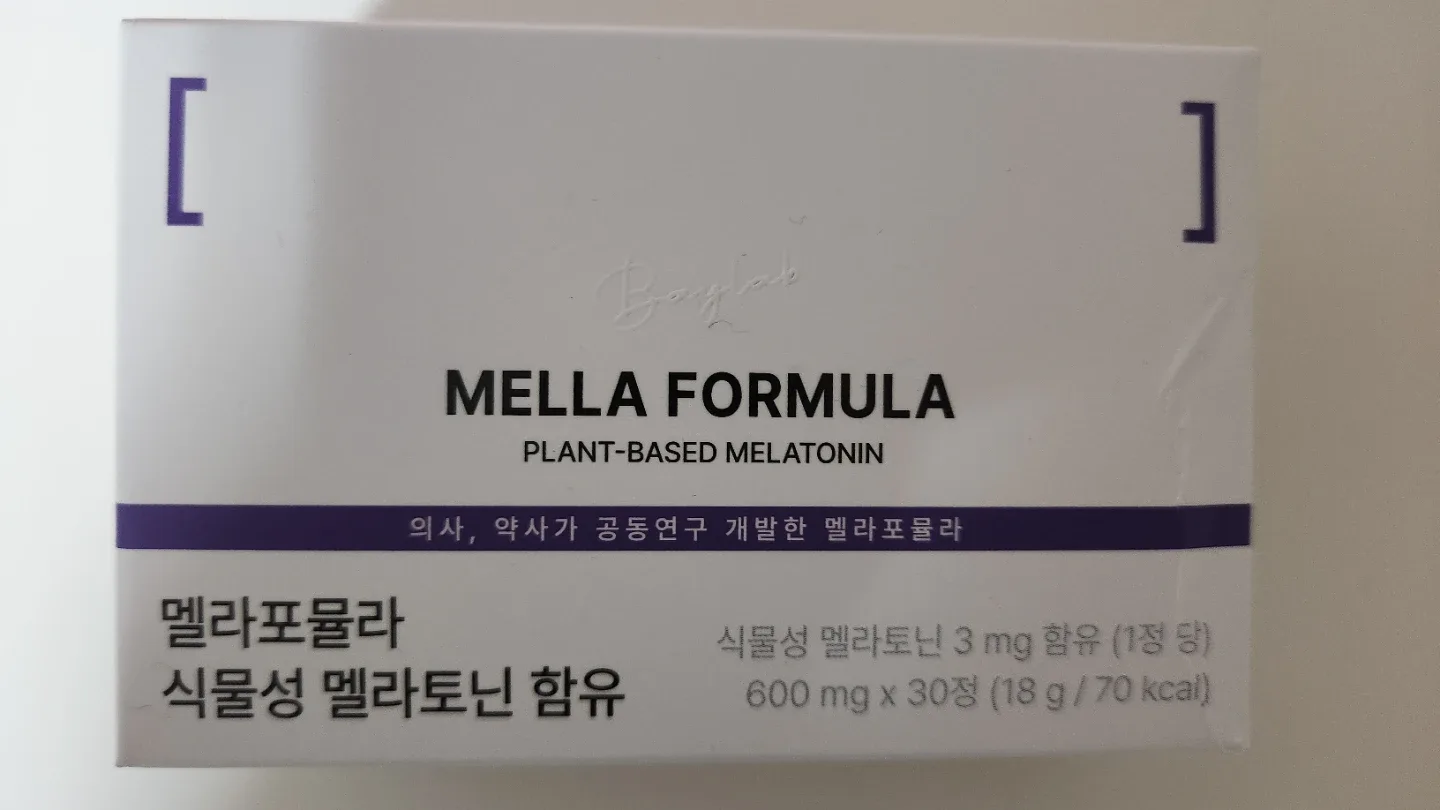 [ ]
MELLA FORMULA
PLANT-BASED MELATONIN
의사, 약사가 공동연구 개발한 멜라포뮬라
멜라포뮬라
식물성 멜라토닌 함유
식물성 멜라토닌 3 mg 함유 (1정 당)
600 mg x 30정 (18 g / 70 kcal)